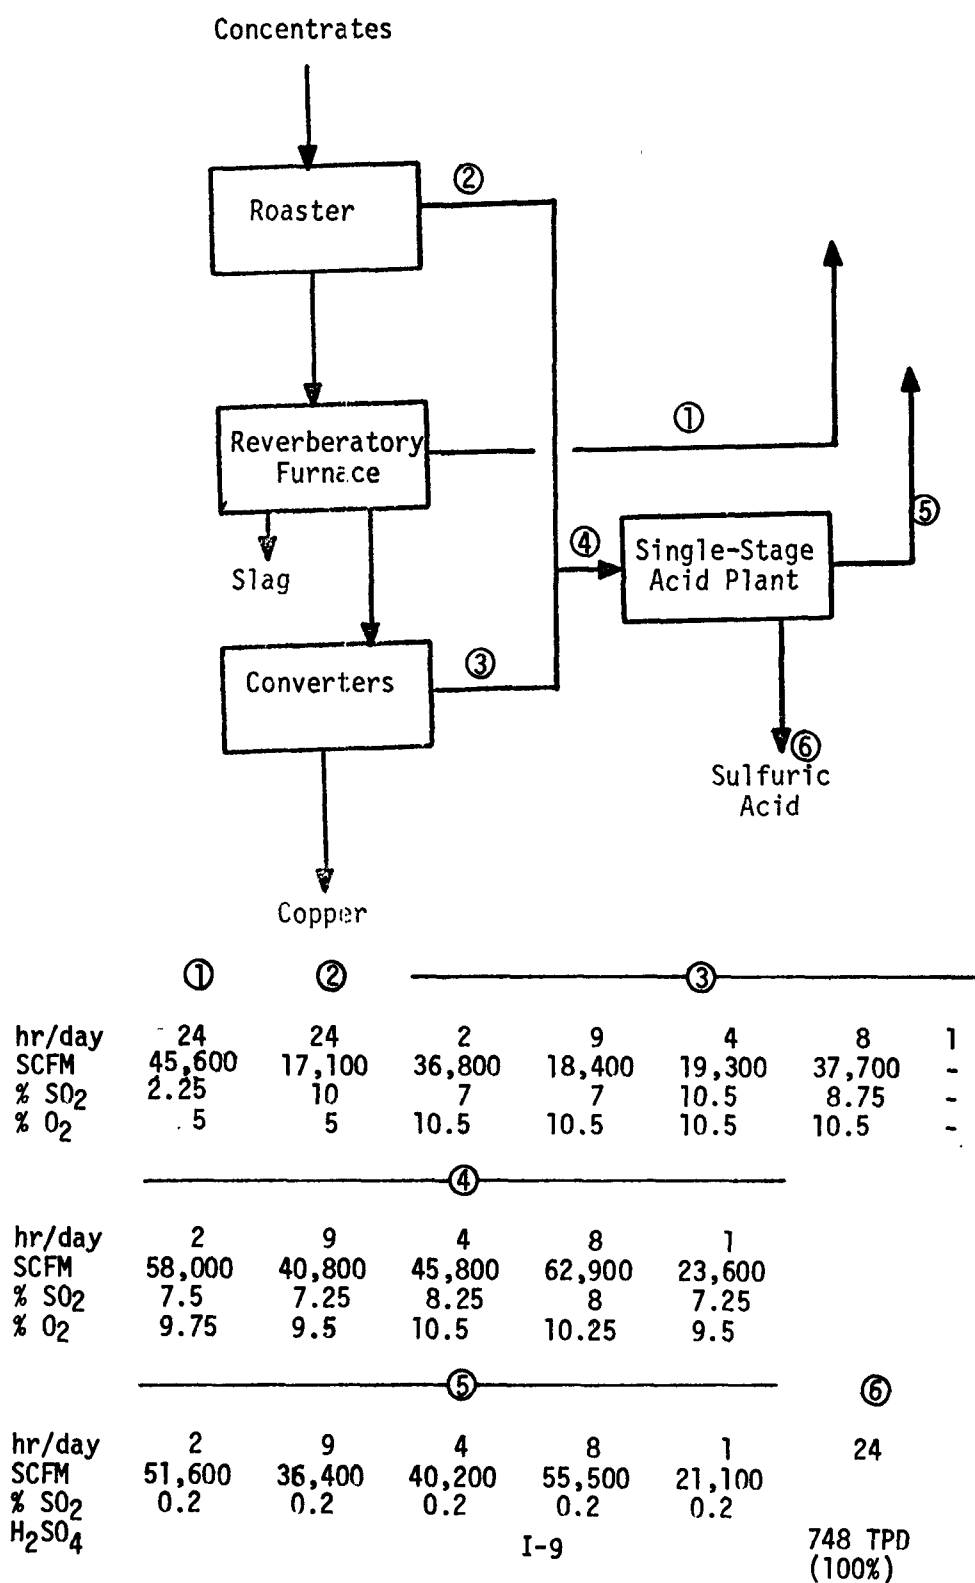 Concentrates
②
Roaster
①
Reverberatory
Furnace
⑤
④
Single-Stage
Acid Plant
Slag
③
Converters
⑥
Sulfuric
Acid
Copper
① ② ③
hr/day 24 24 2 9 4 8 1
SCFM 45,600 17,100 36,800 18,400 19,300 37,700 -
% SO2 2.25 10 7 7 10.5 8.75 -
% O2 5 5 10.5 10.5 10.5 10.5 -
④
hr/day 2 9 4 8 1
SCFM 58,000 40,800 45,800 62,900 23,600
% SO2 7.5 7.25 8.25 8 7.25
% O2 9.75 9.5 10.5 10.25 9.5
⑤ ⑥
hr/day 2 9 4 8 1 24
SCFM 51,600 36,400 40,200 55,500 21,100
% SO2 0.2 0.2 0.2 0.2 0.2
H2SO4 748 TPD
(100%)
I-9